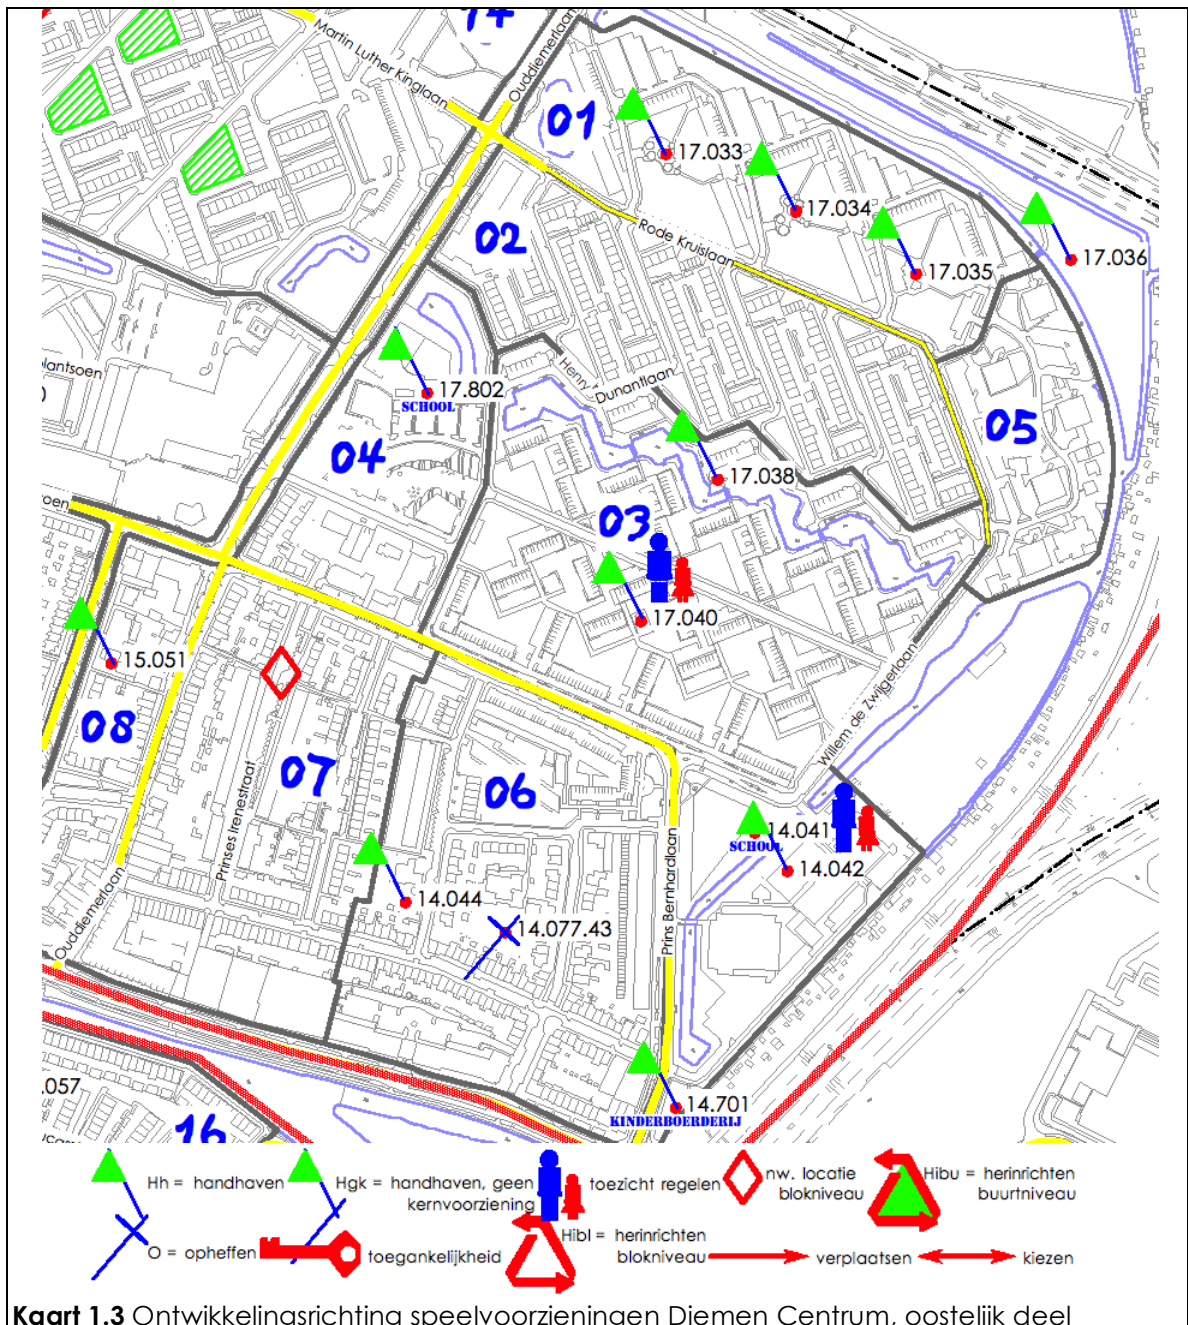 14
Martin Luther Kinglaan
Ouddiemerlaan
01
17.033
17.034
17.035
17.036
02
Rode Kruislaan
lantsoen
17.802
SCHOOL
Henry Dunantlaan
05
04
17.038
03
oen
17.040
15.051
08
07
Willem de Zwijgerlaan
06
Prinses Irenestraat
14.041
SCHOOL
14.042
Ouddiemerlaan
Prins Bernhardlaan
14.044
14.077.43
.057
16
14.701
KINDERBOERDERIJ
Hh = handhaven
Hgk = handhaven, geen
kernvoorziening
toezicht regelen
nw. locatie
blokniveau
Hibu = herinrichten
buurtniveau
O = opheffen
toegankelijkheid
Hibl = herinrichten
blokniveau
verplaatsen
kiezen
Kaart 1.3 Ontwikkelingsrichting speelvoorzieningen Diemen Centrum, oostelijk deel